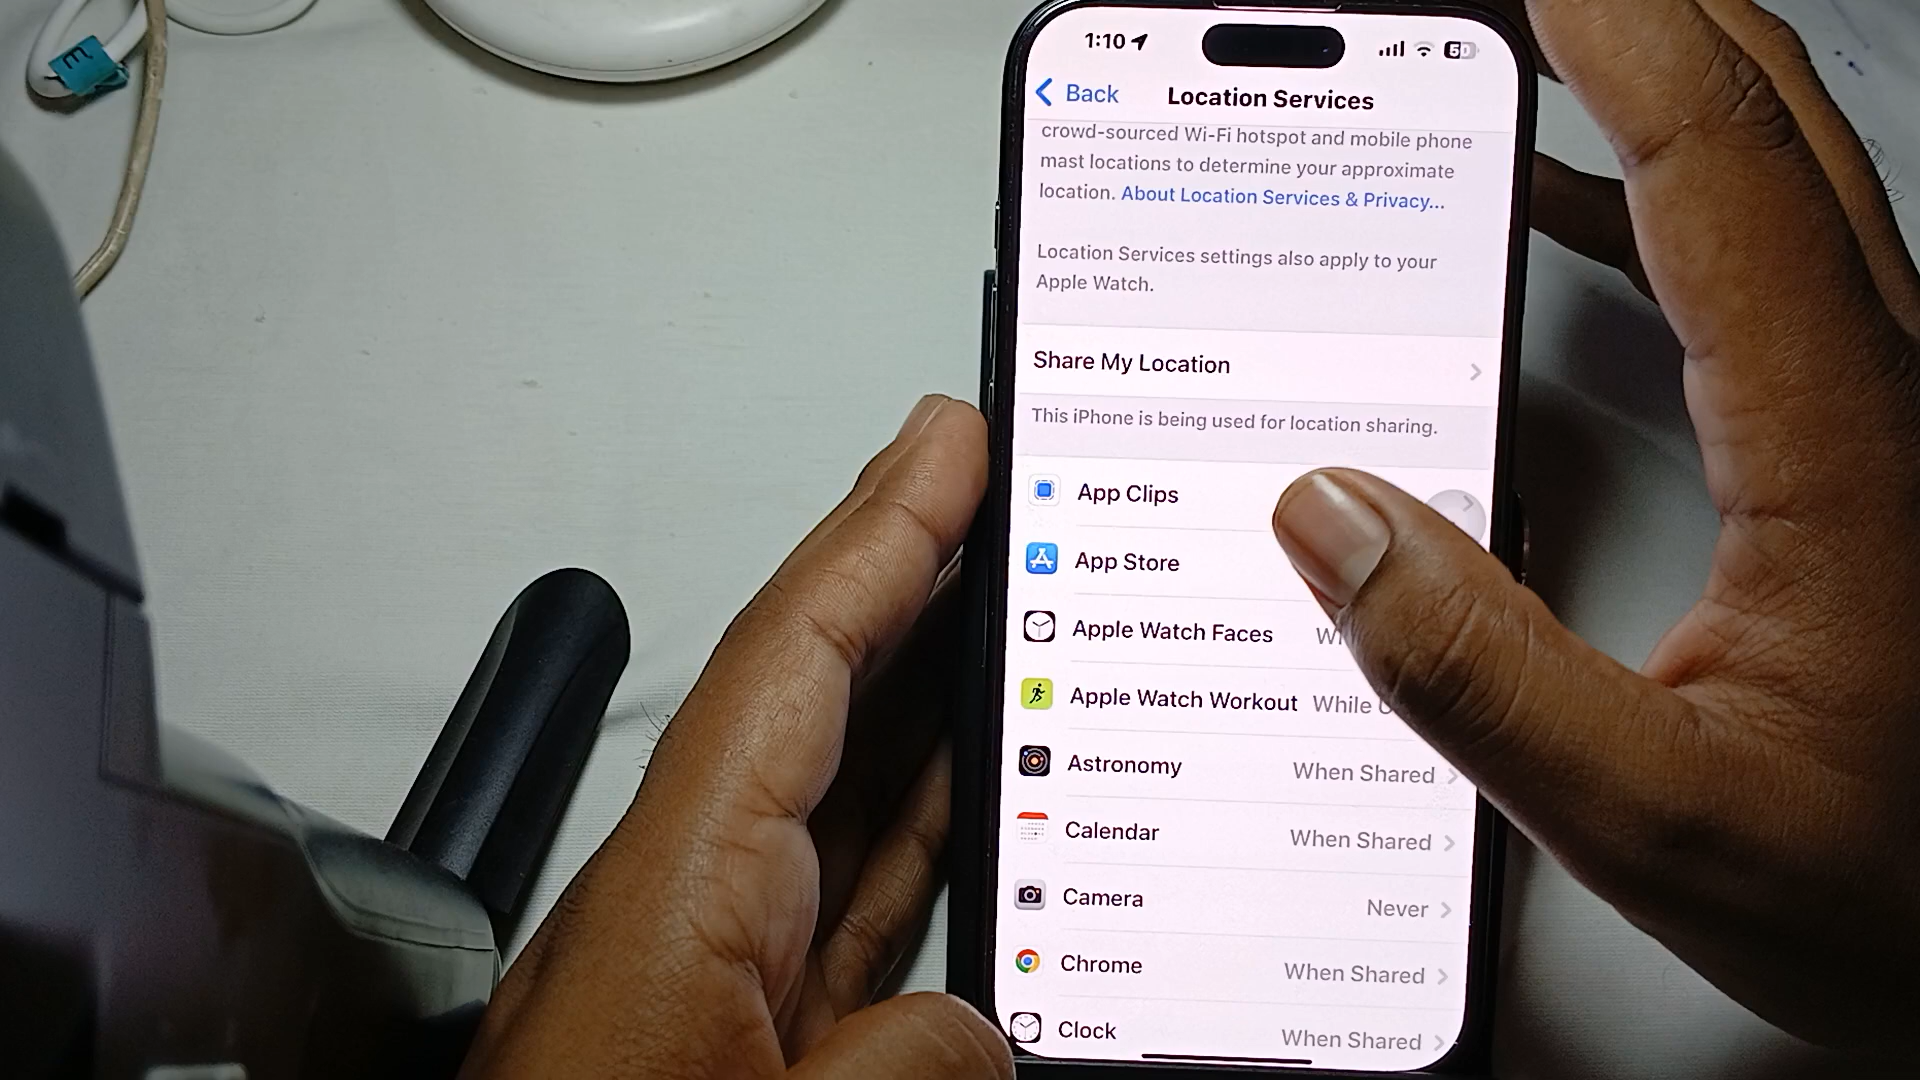 1:10
50
Back
Location Services
crowd-sourced Wi-Fi hotspot and mobile phone
mast locations to determine your approximate
location. About Location Services & Privacy...
Location Services settings also apply to your
Apple Watch.
Share My Location
This iPhone is being used for location sharing.
App Clips
App Store
Apple Watch Faces
Apple Watch Workout While
Astronomy When Shared
Calendar When Shared
Camera Never
Chrome When Shared
Clock When Shared
E